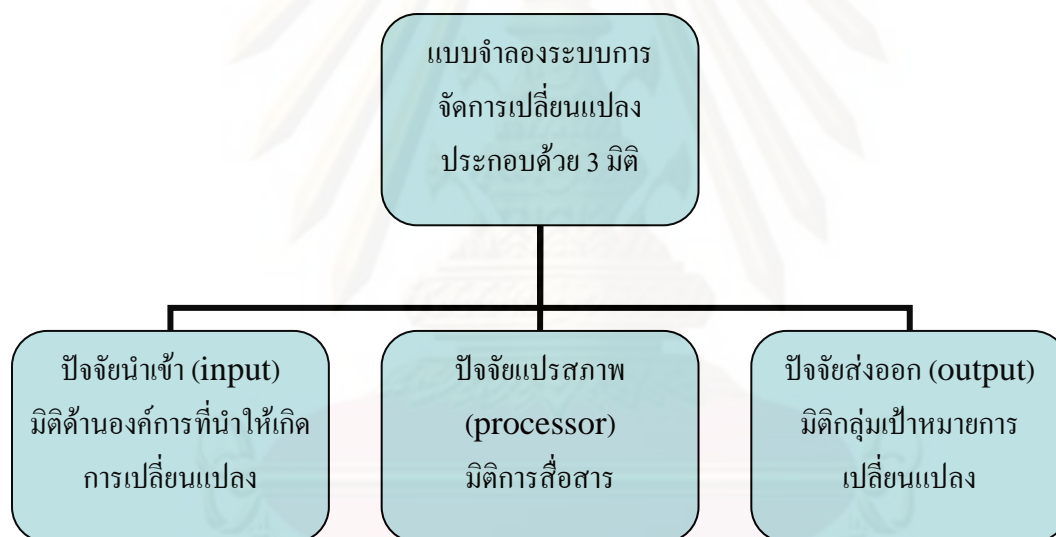 แบบจำลองระบบการ
จัดการเปลี่ยนแปลง
ประกอบด้วย 3 มิติ
ปัจจัยนำเข้า (input)
มิติด้านองค์การที่นำให้เกิด
การเปลี่ยนแปลง
ปัจจัยแปรสภาพ
(processor)
มิติการสื่อสาร
ปัจจัยส่งออก (output)
มิติกลุ่มเป้าหมายการ
เปลี่ยนแปลง